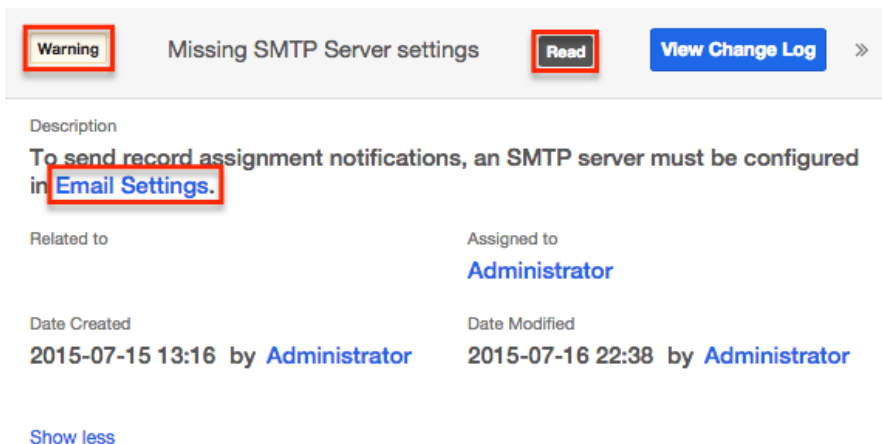 Warning Missing SMTP Server settings Read View Change Log »
Description
To send record assignment notifications, an SMTP server must be configured
in Email Settings.
Related to Assigned to
Administrator
Date Created Date Modified
2015-07-15 13:16 by Administrator 2015-07-16 22:38 by Administrator
Show less